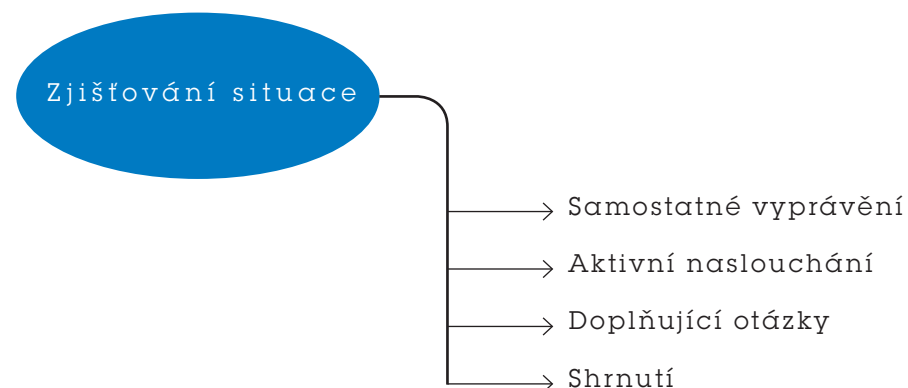 Zjišťování situace
Samostatné vyprávění
Aktivní naslouchání
Doplňující otázky
Shrnutí